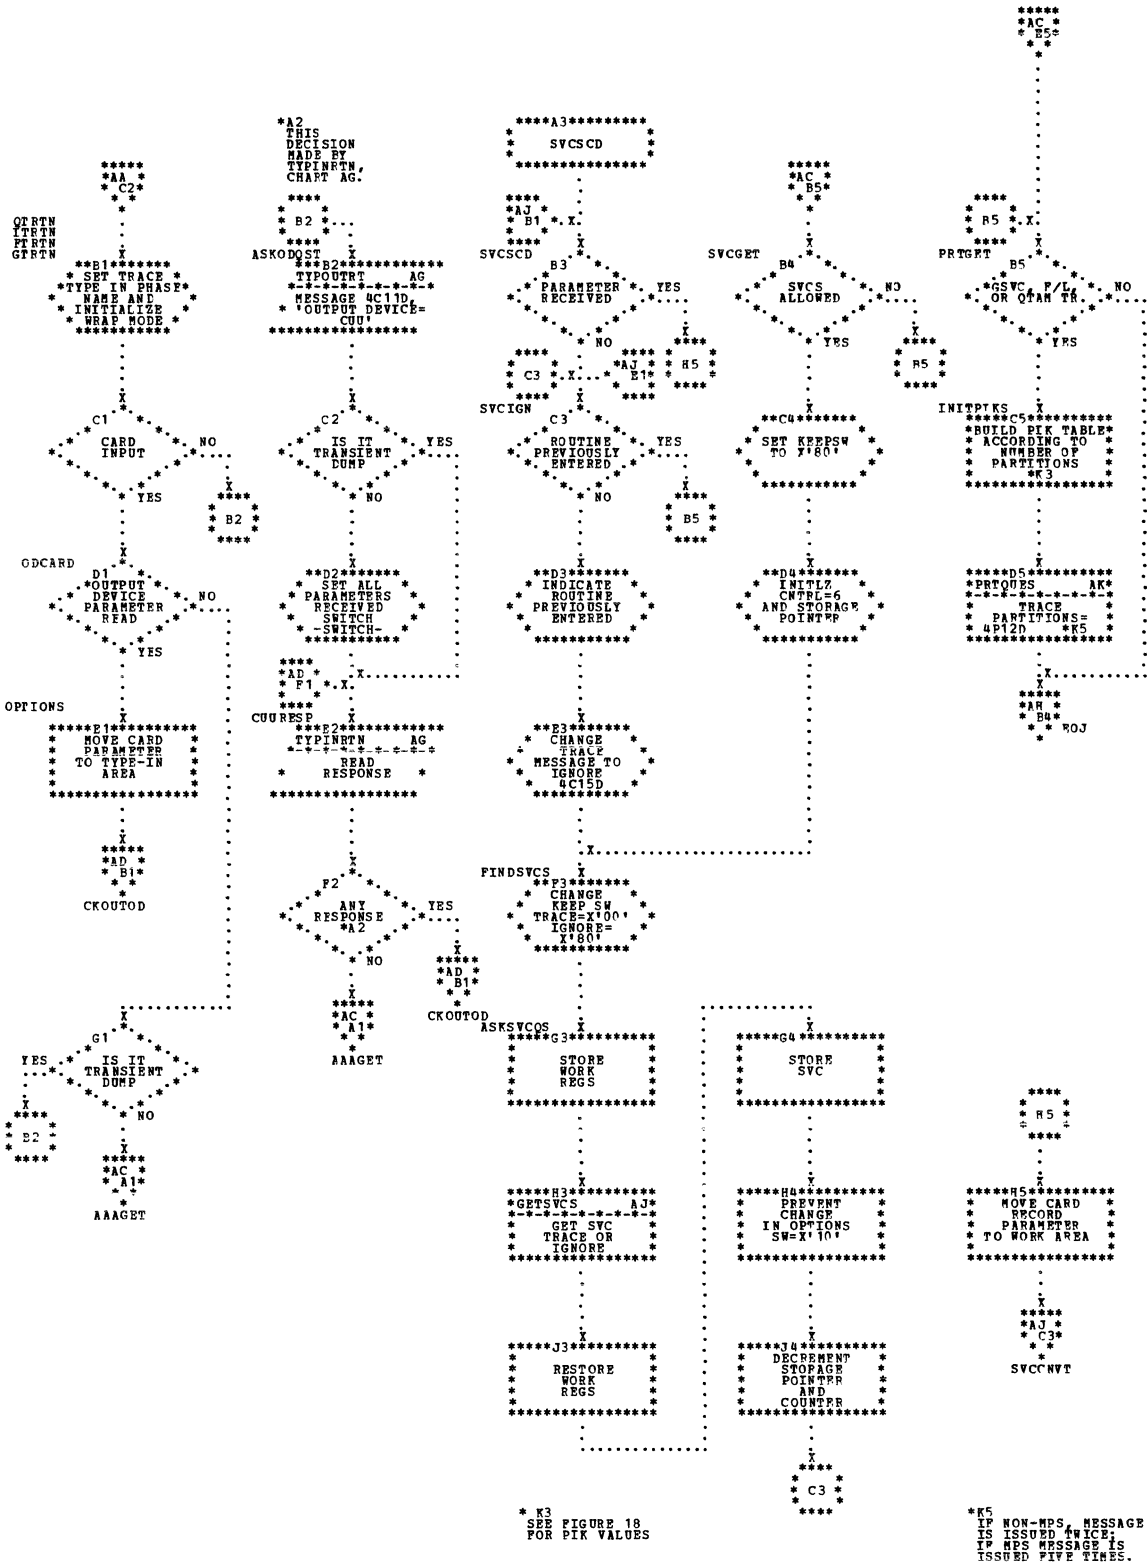 AC
E5
*A2
THIS
DECISION
MADE BY
TYPINRTN,
CHART AG.
A3
SVCSCD
AA
C2
B2
AJ
B1
AC
B5
B5
QTRTN
ITRTN
PTRTN
GTRTN
B1
SET TRACE
TYPE IN PHASE
NAME AND
INITIALIZE
WRAP MODE
ASKODQST
B2
TYPOUTRT AG
MESSAGE 4C11D,
'OUTPUT DEVICE=
CUU'
SVCSCD
B3
PARAMETER
RECEIVED
YES
NO
H5
SVCGET
B4
SVCS
ALLOWED
NO
YES
B5
PRTGET
B5
GSVC, F/L,
OR QTAM TR
NO
YES
C3
AJ
E1
C1
CARD
INPUT
NO
YES
B2
C2
IS IT
TRANSIENT
DUMP
YES
NO
SVCIGN
C3
ROUTINE
PREVIOUSLY
ENTERED
YES
NO
B5
C4
SET KEEPSW
TO X'80'
INITPIKS
C5
BUILD PIK TABLE
ACCORDING TO
NUMBER OF
PARTITIONS
*K3
ODCARD
D1
OUTPUT
DEVICE
PARAMETER
READ
NO
YES
D2
SET ALL
PARAMETERS
RECEIVED
SWITCH
-SWITCH-
D3
INDICATE
ROUTINE
PREVIOUSLY
ENTERED
D4
INITLZ
CNTRL=6
AND STORAGE
POINTER
D5
PRTQUES AK
TRACE
PARTITIONS=
4P12D *K5
AD
F1
AH
B4
EOJ
OPTIONS
E1
MOVE CARD
PARAMETER
TO TYPE-IN
AREA
CUURESP
E2
TYPINRTN AG
READ
RESPONSE
E3
CHANGE
TRACE
MESSAGE TO
IGNORE
4C15D
AD
B1
CKOUTOD
F2
ANY
RESPONSE
*A2
YES
NO
AD
B1
CKOUTOD
AC
A1
AAAGET
FINDSVCS
F3
CHANGE
KEEP SW
TRACE=X'00'
IGNORE=
X'80'
G1
IS IT
TRANSIENT
DUMP
YES
NO
B2
AC
A1
AAAGET
ASKSVCQS
G3
STORE
WORK
REGS
G4
STORE
SVC
H5
H3
GETSVCS AJ
GET SVC
TRACE OR
IGNORE
H4
PREVENT
CHANGE
IN OPTIONS
SW=X'10'
H5
MOVE CARD
RECORD
PARAMETER
TO WORK AREA
J3
RESTORE
WORK
REGS
J4
DECREMENT
STORAGE
POINTER
AND
COUNTER
AJ
C3
SVCCNVT
C3
* K3
SEE FIGURE 18
FOR PIK VALUES
*K5
IF NON-MPS, MESSAGE
IS ISSUED TWICE;
IF MPS MESSAGE IS
ISSUED FIVE TIMES.